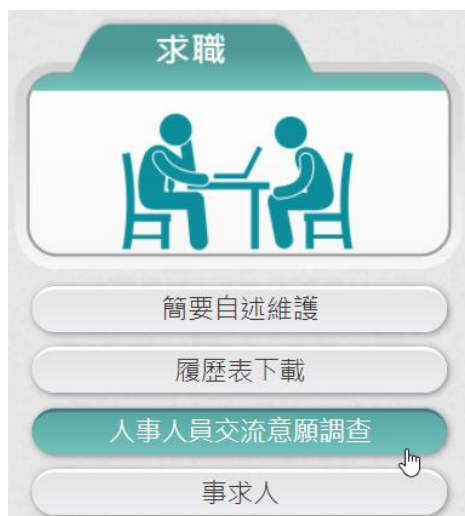 求職
簡要自述維護
履歷表下載
人事人員交流意願調查
事求人